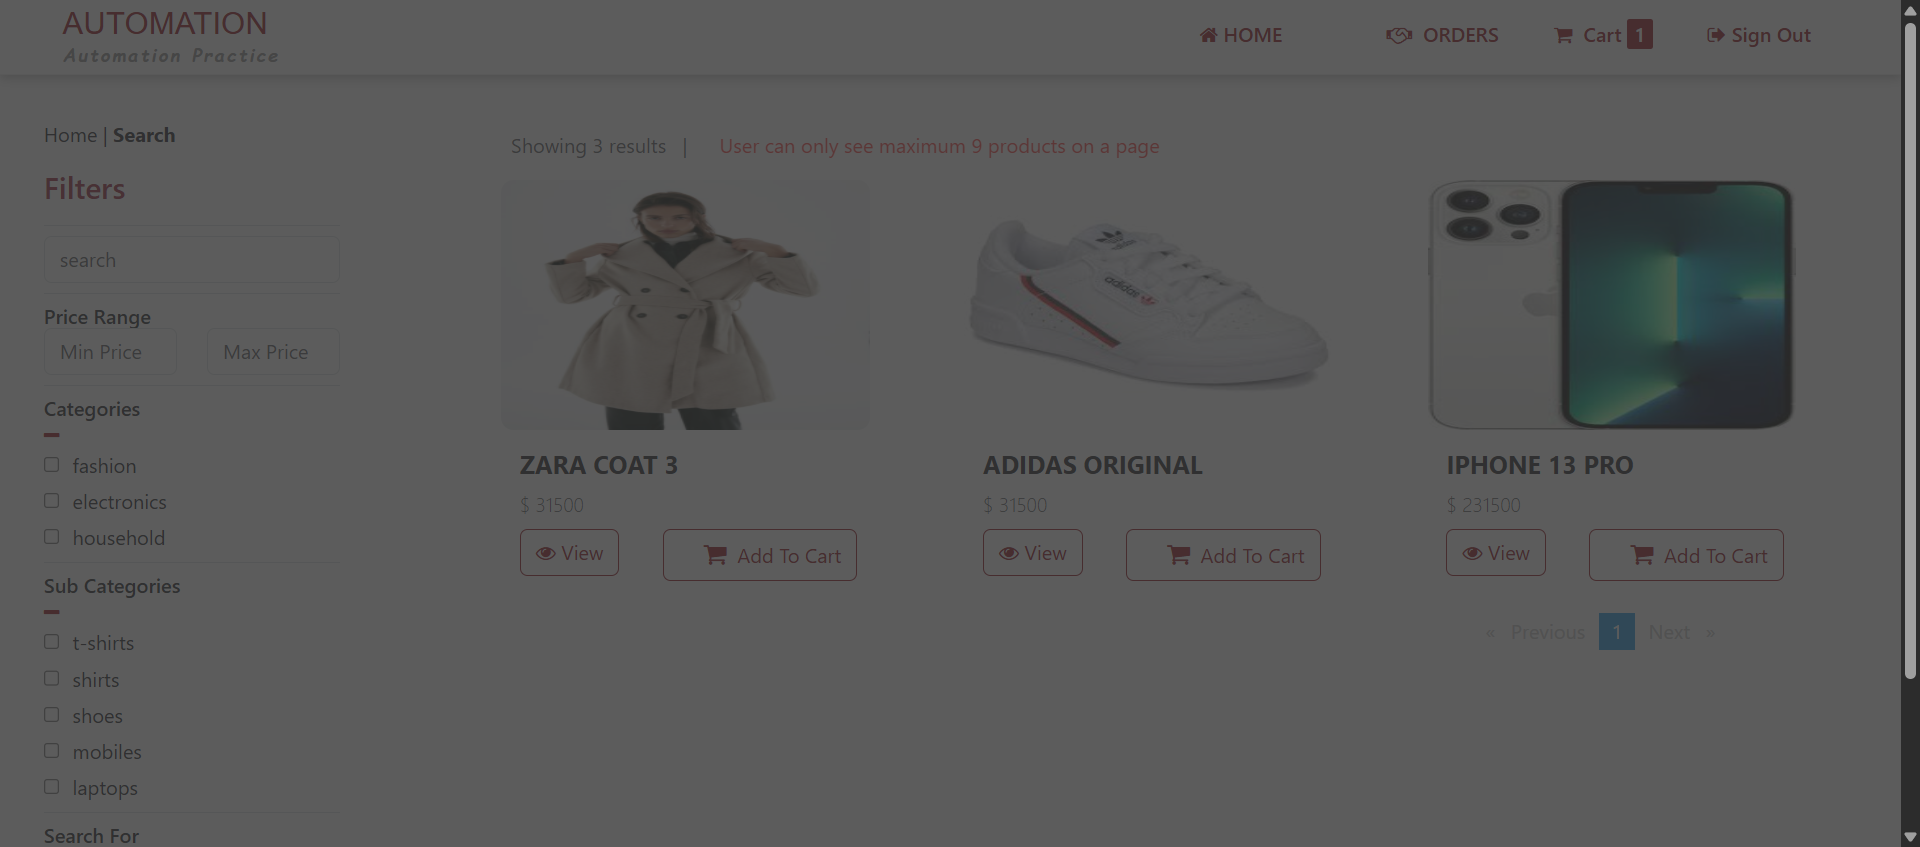 AUTOMATION
Automation Practice
HOME
ORDERS
Cart 1
Sign Out
Home | Search
Showing 3 results |
User can only see maximum 9 products on a page
Filters
search
Price Range
Min Price
Max Price
Categories
fashion
electronics
household
Sub Categories
t-shirts
shirts
shoes
mobiles
laptops
Search For
adidas
ZARA COAT 3
$ 31500
View
Add To Cart
ADIDAS ORIGINAL
$ 31500
View
Add To Cart
IPHONE 13 PRO
$ 231500
View
Add To Cart
« Previous 1 Next »